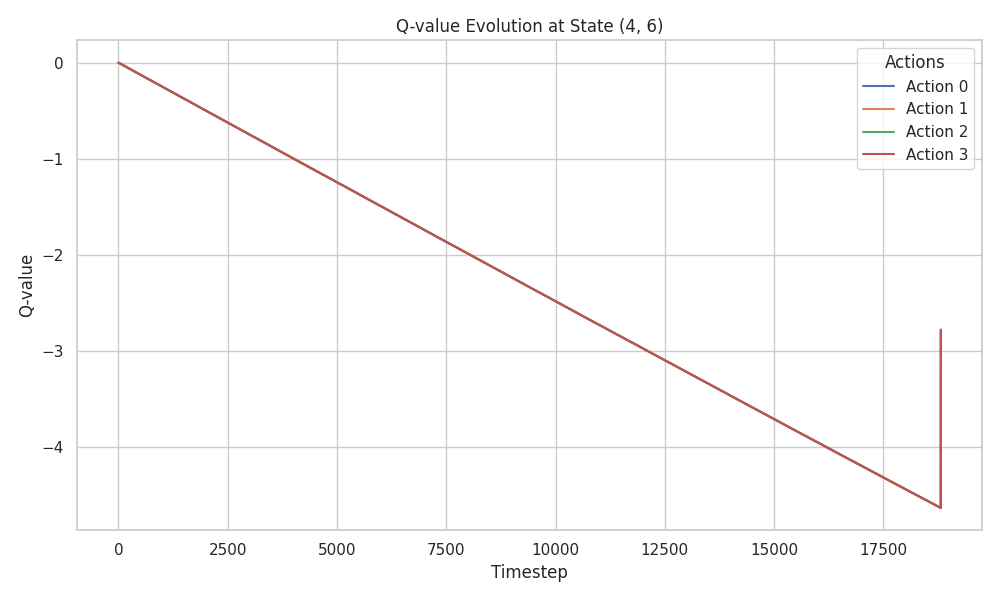 Q-value Evolution at State (4, 6)
Actions
Action 0
Action 1
Action 2
Action 3
Q-value
0
−1
−2
−3
−4
0 2500 5000 7500 10000 12500 15000 17500
Timestep